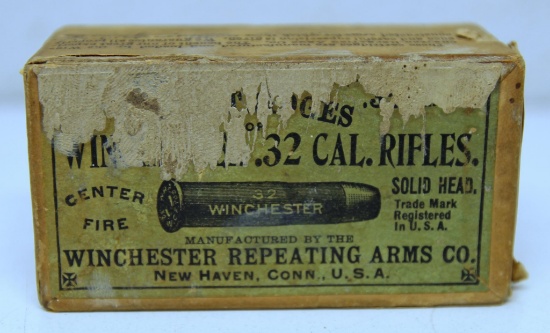 .32 CAL. RIFLES.
CENTER
FIRE
32
WINCHESTER
SOLID HEAD.
Trade Mark
Registered
In U.S.A.
MANUFACTURED BY THE
WINCHESTER REPEATING ARMS CO.
NEW HAVEN, CONN., U.S.A.